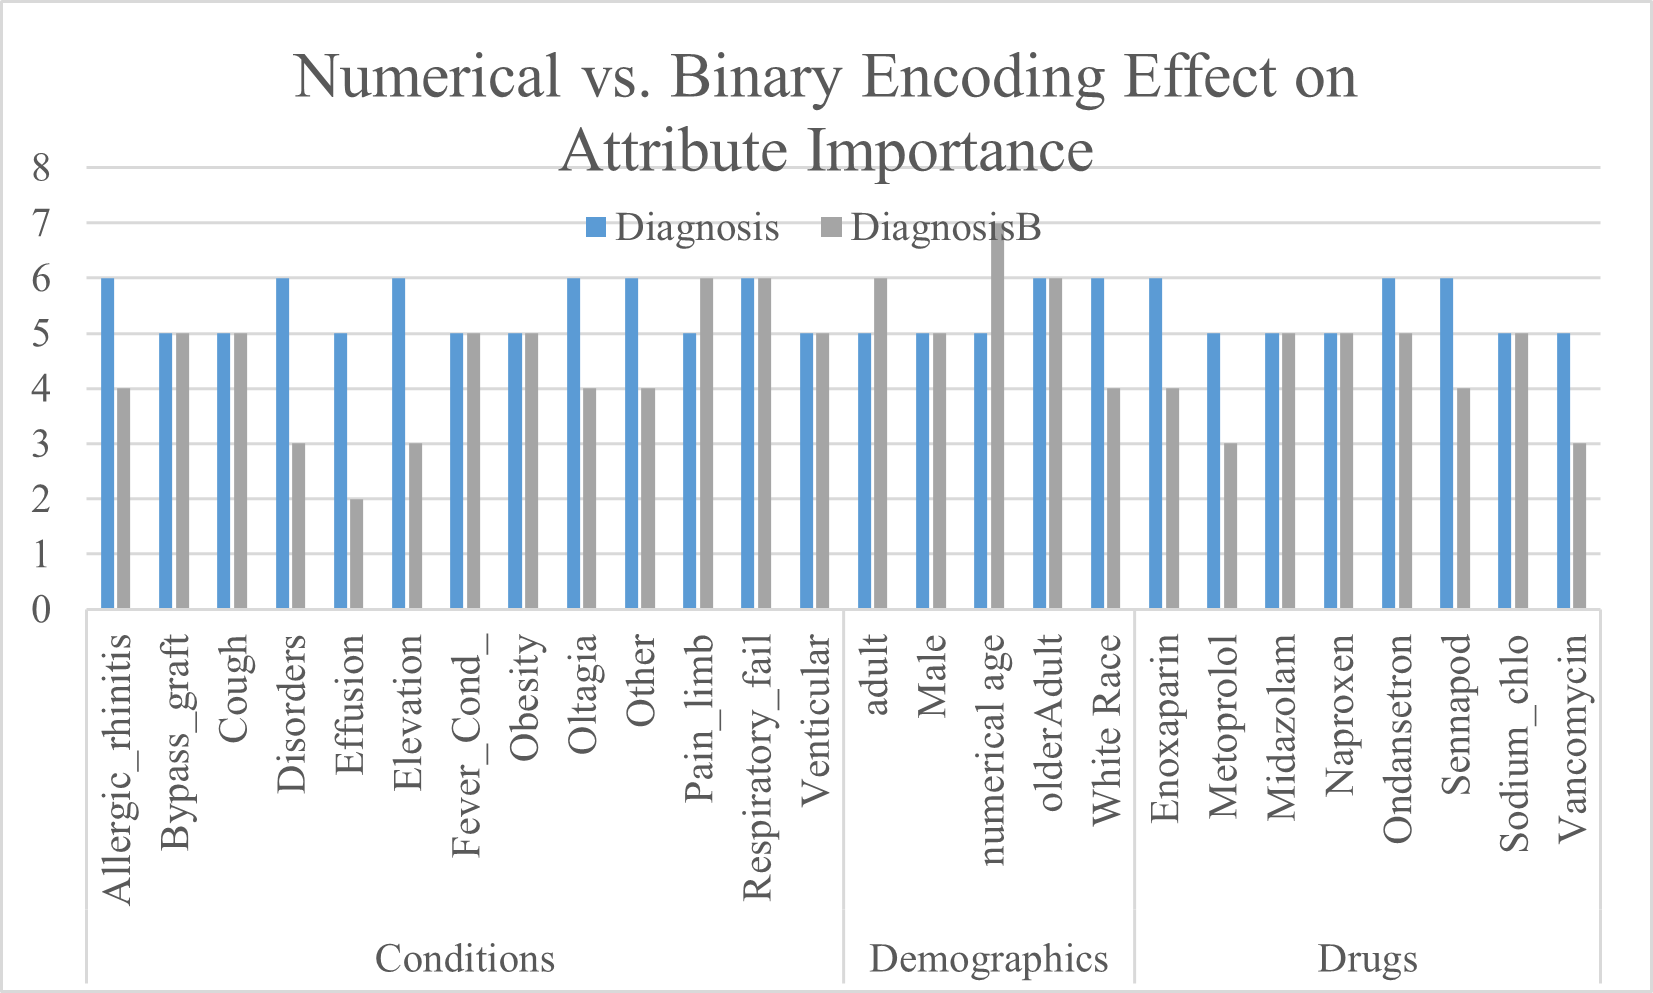 Numerical vs. Binary Encoding Effect on
Attribute Importance
Diagnosis
DiagnosisB
8
7
6
5
4
3
2
1
0
Allergic_rhinitis
Bypass_graft
Cough
Disorders
Effusion
Elevation
Fever_Cond_
Obesity
Oltagia
Other
Pain_limb
Respiratory_fail
Venticular
adult
Male
numerical age
olderAdult
White Race
Enoxaparin
Metoprolol
Midazolam
Naproxen
Ondansetron
Sennapod
Sodium_chlo
Vancomycin
Conditions
Demographics
Drugs